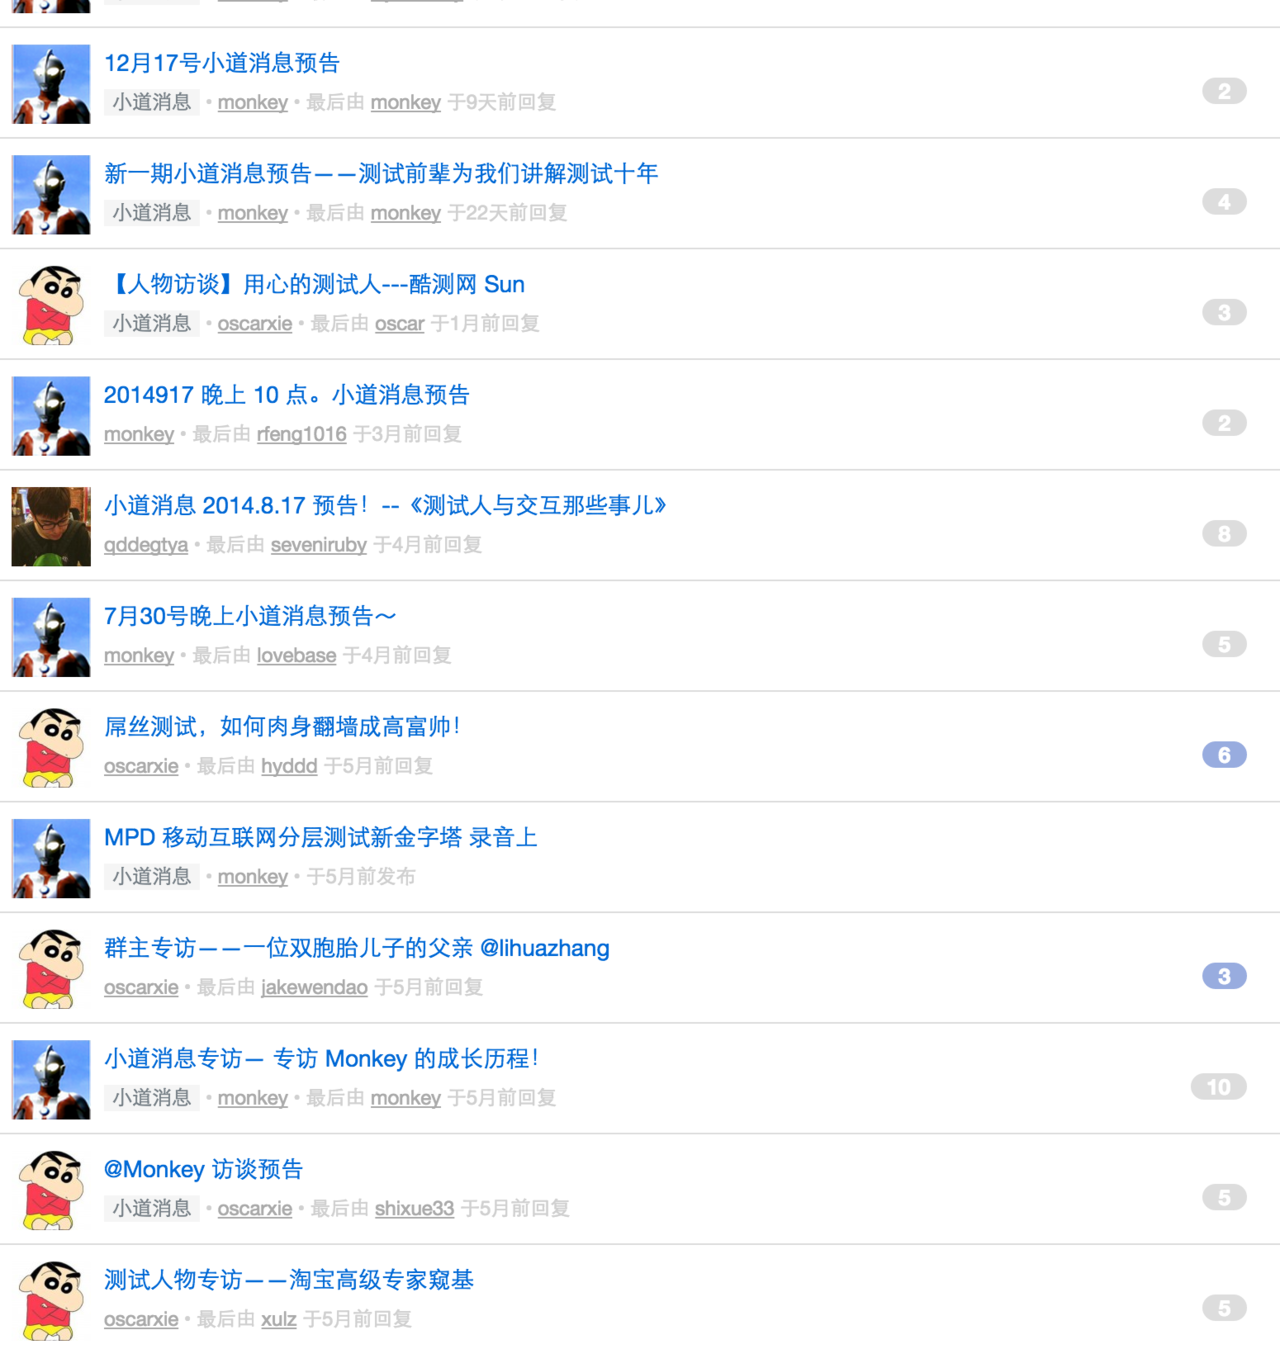 12月17号小道消息预告
小道消息 • monkey • 最后由 monkey 于9天前回复
2
新一期小道消息预告——测试前辈为我们讲解测试十年
小道消息 • monkey • 最后由 monkey 于22天前回复
4
【人物访谈】用心的测试人---酷测网 Sun
小道消息 • oscarxie • 最后由 oscar 于1月前回复
3
2014917 晚上 10 点。小道消息预告
monkey • 最后由 rfeng1016 于3月前回复
2
小道消息 2014.8.17 预告！--《测试人与交互那些事儿》
qddegtya • 最后由 seveniruby 于4月前回复
8
7月30号晚上小道消息预告～
monkey • 最后由 lovebase 于4月前回复
5
屌丝测试，如何肉身翻墙成高富帅！
oscarxie • 最后由 hyddd 于5月前回复
6
MPD 移动互联网分层测试新金字塔 录音上
小道消息 • monkey • 于5月前发布
群主专访——一位双胞胎儿子的父亲 @lihuazhang
oscarxie • 最后由 jakewendao 于5月前回复
3
小道消息专访— 专访 Monkey 的成长历程！
小道消息 • monkey • 最后由 monkey 于5月前回复
10
@Monkey 访谈预告
小道消息 • oscarxie • 最后由 shixue33 于5月前回复
5
测试人物专访——淘宝高级专家窥基
oscarxie • 最后由 xulz 于5月前回复
5